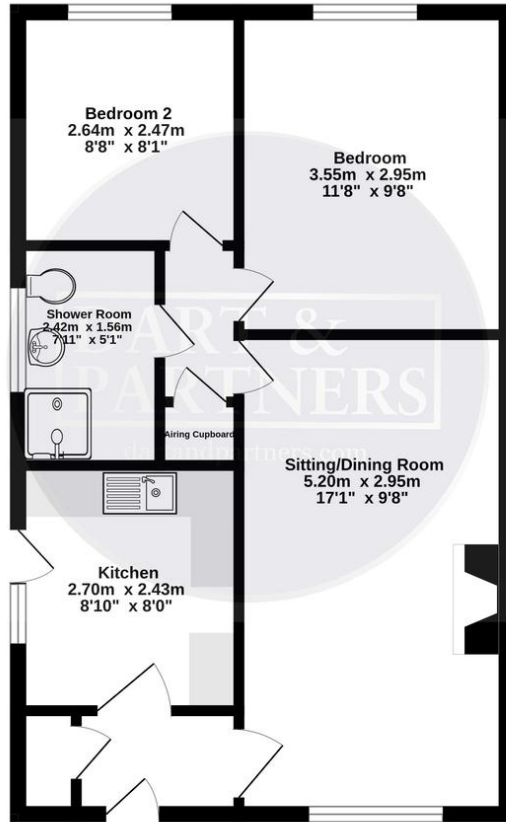 Bedroom 2
2.64m x 2.47m
8'8" x 8'1"
Bedroom
3.55m x 2.95m
11'8" x 9'8"
Shower Room
2.42m x 1.56m
7'11" x 5'1"
ART &
PARTNERS
Airing Cupboard
Sitting/Dining Room
5.20m x 2.95m
17'1" x 9'8"
Kitchen
2.70m x 2.43m
8'10" x 8'0"